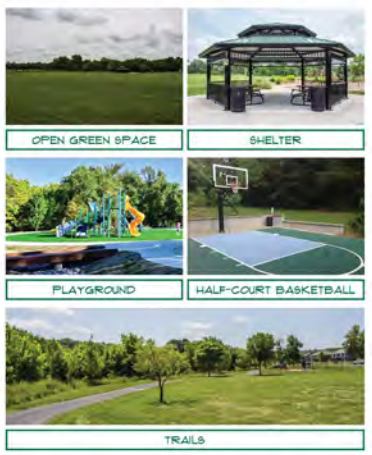 OPEN GREEN SPACE
SHELTER
PLAYGROUND
HALF-COURT BASKETBALL
TRAILS